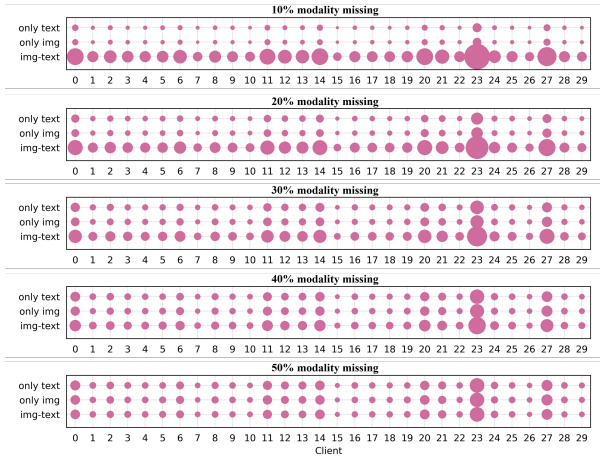 10% modality missing
only text
only img
img-text
0 1 2 3 4 5 6 7 8 9 10 11 12 13 14 15 16 17 18 19 20 21 22 23 24 25 26 27 28 29
20% modality missing
only text
only img
img-text
0 1 2 3 4 5 6 7 8 9 10 11 12 13 14 15 16 17 18 19 20 21 22 23 24 25 26 27 28 29
30% modality missing
only text
only img
img-text
0 1 2 3 4 5 6 7 8 9 10 11 12 13 14 15 16 17 18 19 20 21 22 23 24 25 26 27 28 29
40% modality missing
only text
only img
img-text
0 1 2 3 4 5 6 7 8 9 10 11 12 13 14 15 16 17 18 19 20 21 22 23 24 25 26 27 28 29
50% modality missing
only text
only img
img-text
0 1 2 3 4 5 6 7 8 9 10 11 12 13 14 15 16 17 18 19 20 21 22 23 24 25 26 27 28 29
Client